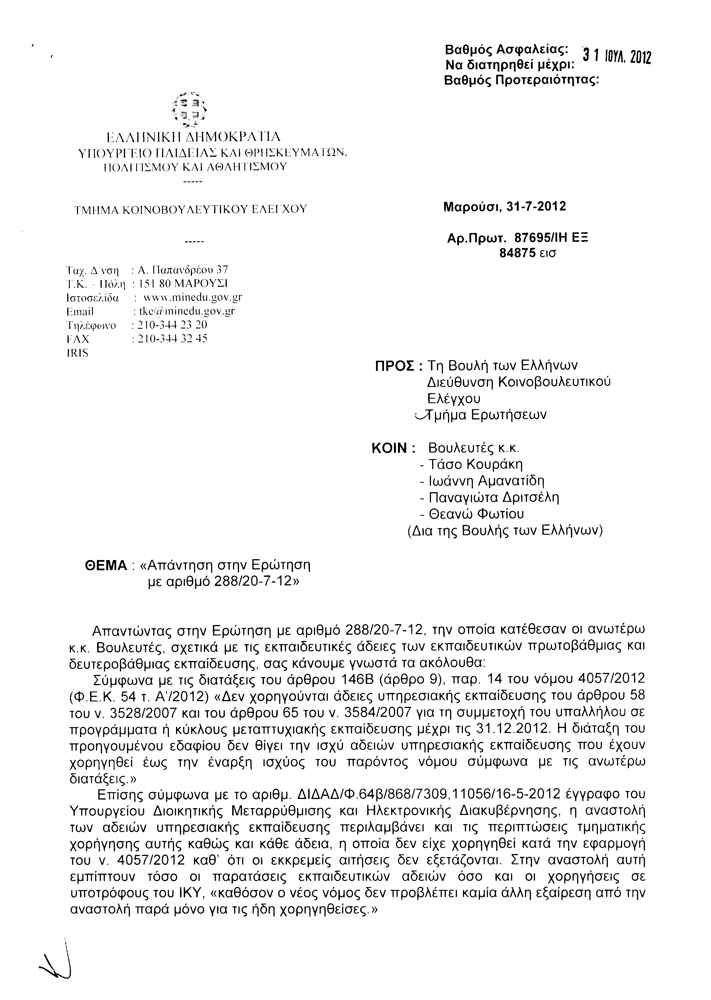 Βαθμός Ασφαλείας:
31 ΙΟΥΛ. 2012
Να διατηρηθεί μέχρι:
Βαθμός Προτεραιότητας:
ΕΛΛΗΝΙΚΗ ΔΗΜΟΚΡΑΤΙΑ
ΥΠΟΥΡΓΕΙΟ ΠΑΙΔΕΙΑΣ ΚΑΙ ΘΡΗΣΚΕΥΜΑΤΩΝ.
ΠΟΛΙΤΙΣΜΟΥ ΚΑΙ ΑΘΛΗΤΙΣΜΟΥ
-----
ΤΜΗΜΑ ΚΟΙΝΟΒΟΥΛΕΥΤΙΚΟΥ ΕΛΕΓΧΟΥ
-----
Μαρούσι, 31-7-2012
Αρ.Πρωτ. 87695/ΙΗ ΕΞ
84875 εισ
Ταχ. Δ/νση : Α. Παπανδρέου 37
Τ.Κ. - Πόλη : 151 80 ΜΑΡΟΥΣΙ
Ιστοσελίδα : www.minedu.gov.gr
Email : tke@minedu.gov.gr
Τηλέφωνο : 210-344 23 20
FAX : 210-344 32 45
IRIS
ΠΡΟΣ : Τη Βουλή των Ελλήνων
Διεύθυνση Κοινοβουλευτικού
Ελέγχου
Τμήμα Ερωτήσεων
ΚΟΙΝ : Βουλευτές κ.κ.
- Τάσο Κουράκη
- Ιωάννη Αμανατίδη
- Παναγιώτα Δριτσέλη
- Θεανώ Φωτίου
(Δια της Βουλής των Ελλήνων)
ΘΕΜΑ : «Απάντηση στην Ερώτηση
με αριθμό 288/20-7-12»
Απαντώντας στην Ερώτηση με αριθμό 288/20-7-12, την οποία κατέθεσαν οι ανωτέρω
κ.κ. Βουλευτές, σχετικά με τις εκπαιδευτικές άδειες των εκπαιδευτικών πρωτοβάθμιας και
δευτεροβάθμιας εκπαίδευσης, σας κάνουμε γνωστά τα ακόλουθα:
Σύμφωνα με τις διατάξεις του άρθρου 146Β (άρθρο 9), παρ. 14 του νόμου 4057/2012
(Φ.Ε.Κ. 54 τ. Α’/2012) «Δεν χορηγούνται άδειες υπηρεσιακής εκπαίδευσης του άρθρου 58
του ν. 3528/2007 και του άρθρου 65 του ν. 3584/2007 για τη συμμετοχή του υπαλλήλου σε
προγράμματα ή κύκλους μεταπτυχιακής εκπαίδευσης μέχρι τις 31.12.2012. Η διάταξη του
προηγουμένου εδαφίου δεν θίγει την ισχύ αδειών υπηρεσιακής εκπαίδευσης που έχουν
χορηγηθεί έως την έναρξη ισχύος του παρόντος νόμου σύμφωνα με τις ανωτέρω
διατάξεις.»
Επίσης σύμφωνα με το αριθμ. ΔΙΔΑΔ/Φ.64β/868/7309,11056/16-5-2012 έγγραφο του
Υπουργείου Διοικητικής Μεταρρύθμισης και Ηλεκτρονικής Διακυβέρνησης, η αναστολή
των αδειών υπηρεσιακής εκπαίδευσης περιλαμβάνει και τις περιπτώσεις τμηματικής
χορήγησης αυτής καθώς και κάθε άδεια, η οποία δεν είχε χορηγηθεί κατά την εφαρμογή
του ν. 4057/2012 καθ’ ότι οι εκκρεμείς αιτήσεις δεν εξετάζονται. Στην αναστολή αυτή
εμπίπτουν τόσο οι παρατάσεις εκπαιδευτικών αδειών όσο και οι χορηγήσεις σε
υποτρόφους του ΙΚΥ, «καθόσον ο νέος νόμος δεν προβλέπει καμία άλλη εξαίρεση από την
αναστολή παρά μόνο για τις ήδη χορηγηθείσες.»